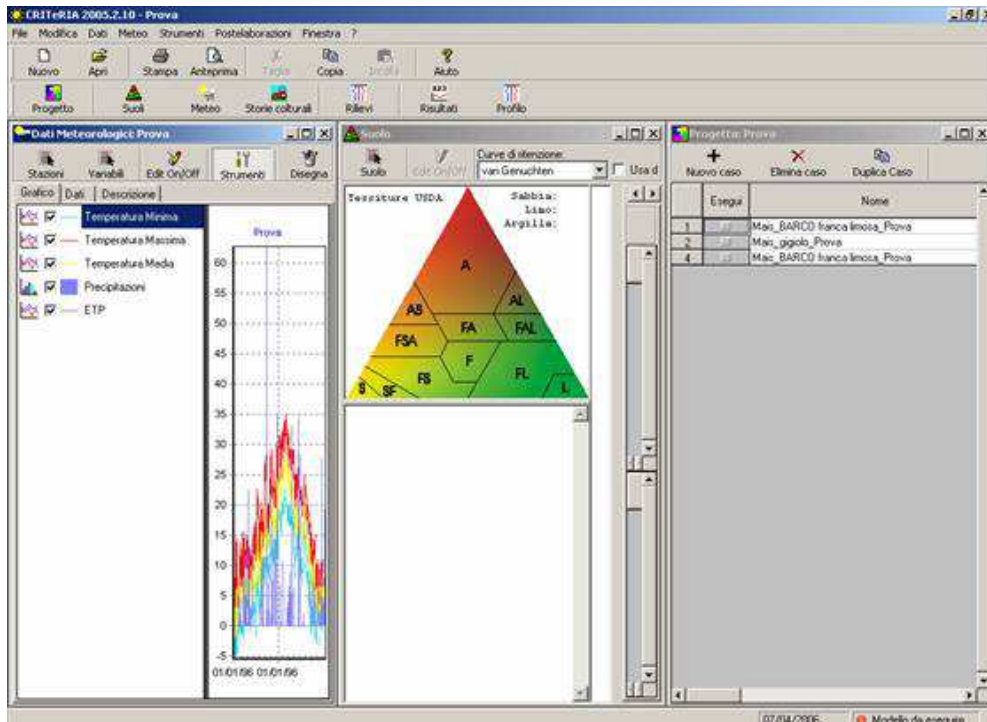 CRITeRIA 2005.2.10 - Prova
File Modifica Dati Meteo Strumenti Postelaborazioni Finestra ?
Nuovo Apri Stampa Anteprima Taglia Copia Incolla Aiuto
Progetto Suoli Meteo Storie colturali Rilievi Risultati Profilo
Dati Meteorologici: Prova
Stazioni Variabili Edit On/Off Strumenti Disegna
Grafico Dati Descrizione
Temperatura Minima
Temperatura Massima
Temperatura Media
Precipitazioni
ETP
Prova
60
55
50
45
40
35
30
25
20
15
10
5
0
-5
01/01/96 01/01/96
Suolo
Curve di ritenzione:
Suolo Edit On/Off van Genuchten Usa d
Tessiture USDA
Sabbia:
Limo:
Argilla:
A
AS AL
FSA FA FAL
F
S SF FS FL L
Progetto: Prova
Nuovo caso Elimina caso Duplica Caso
Esegui Nome
1 Mais_BARCO franca limosa_Prova
2 Mais_gigiolo_Prova
4 Mais_BARCO franca limosa_Prova
07/04/2006 Modello da eseguire